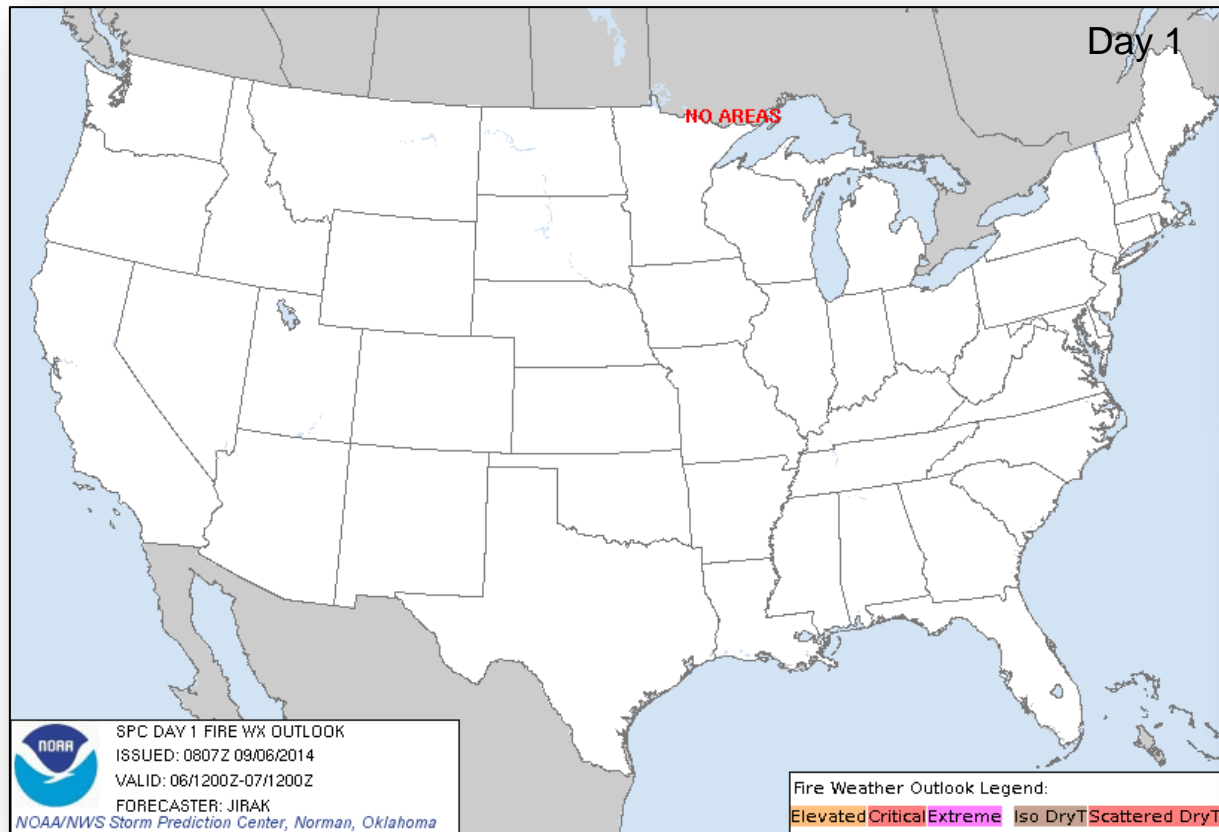 Day 1
NO AREAS
NOAA
SPC DAY 1 FIRE WX OUTLOOK
ISSUED: 0807Z 09/06/2014
VALID: 06/1200Z-07/1200Z
FORECASTER: JIRAK
NOAA/NWS Storm Prediction Center, Norman, Oklahoma
Fire Weather Outlook Legend:
Elevated Critical Extreme Iso DryT Scattered DryT